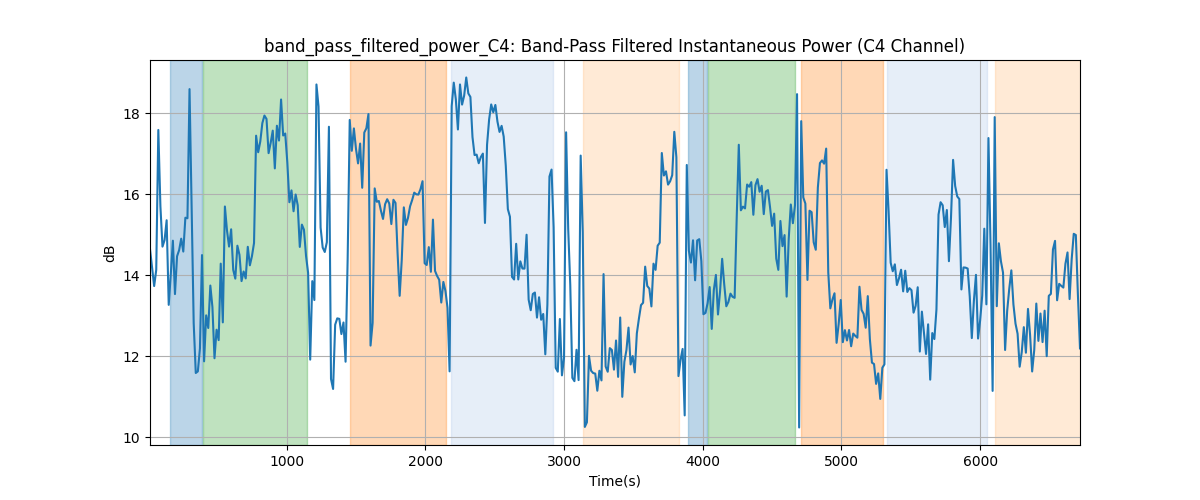 band_pass_filtered_power_C4: Band-Pass Filtered Instantaneous Power (C4 Channel)
18
16
14
12
10
dB
1000 2000 3000 4000 5000 6000
Time(s)